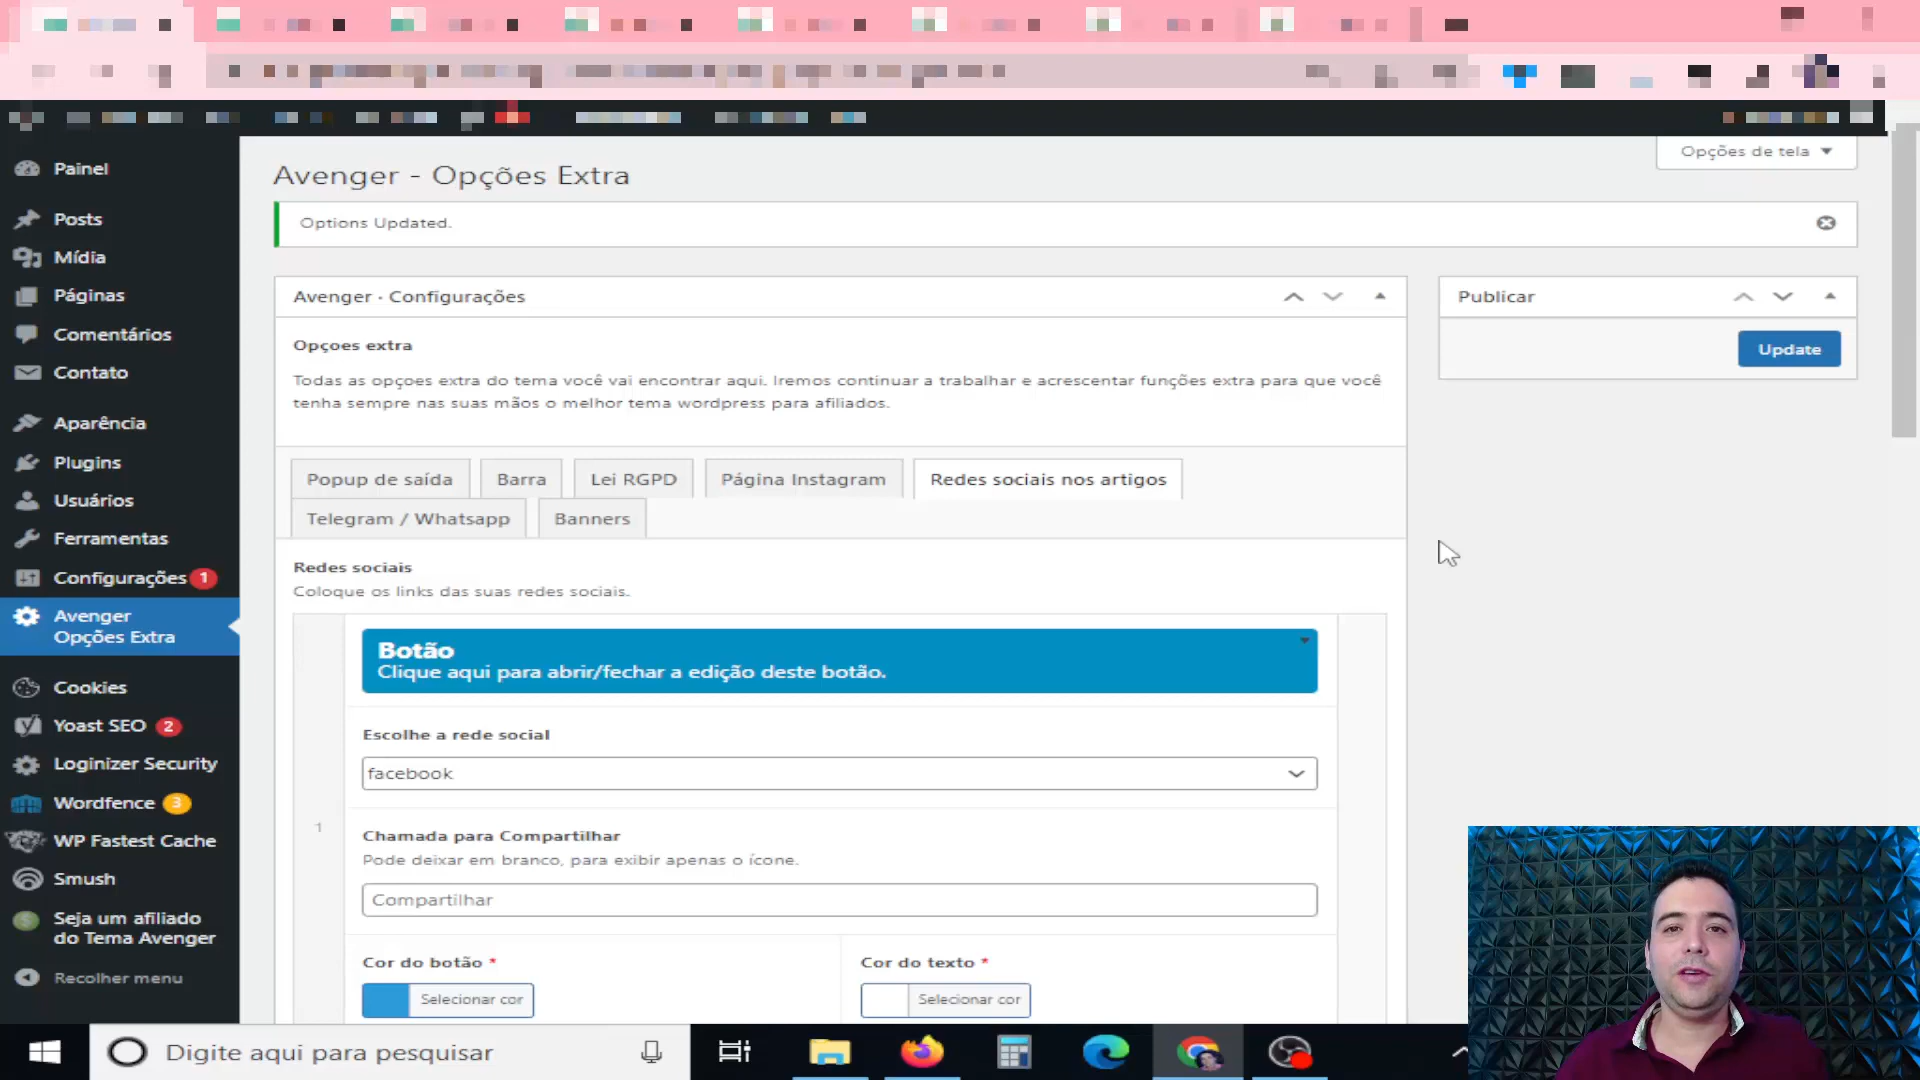 Opções de tela
Painel
Posts
Mídia
Páginas
Comentários
Contato
Aparência
Plugins
Usuários
Ferramentas
Configurações 1
Avenger
Opções Extra
Cookies
Yoast SEO 2
Loginizer Security
Wordfence 3
WP Fastest Cache
Smush
Seja um afiliado
do Tema Avenger
Recolher menu
Avenger - Opções Extra
Options Updated.
Avenger · Configurações
Opçoes extra
Todas as opçoes extra do tema você vai encontrar aqui. Iremos continuar a trabalhar e acrescentar funções extra para que você
tenha sempre nas suas mãos o melhor tema wordpress para afiliados.
Popup de saída
Barra
Lei RGPD
Página Instagram
Redes sociais nos artigos
Telegram / Whatsapp
Banners
Redes sociais
Coloque os links das suas redes sociais.
1
Botão
Clique aqui para abrir/fechar a edição deste botão.
Escolhe a rede social
facebook
Chamada para Compartilhar
Pode deixar em branco, para exibir apenas o ícone.
Compartilhar
Cor do botão *
Selecionar cor
Cor do texto *
Selecionar cor
Publicar
Update
Digite aqui para pesquisar